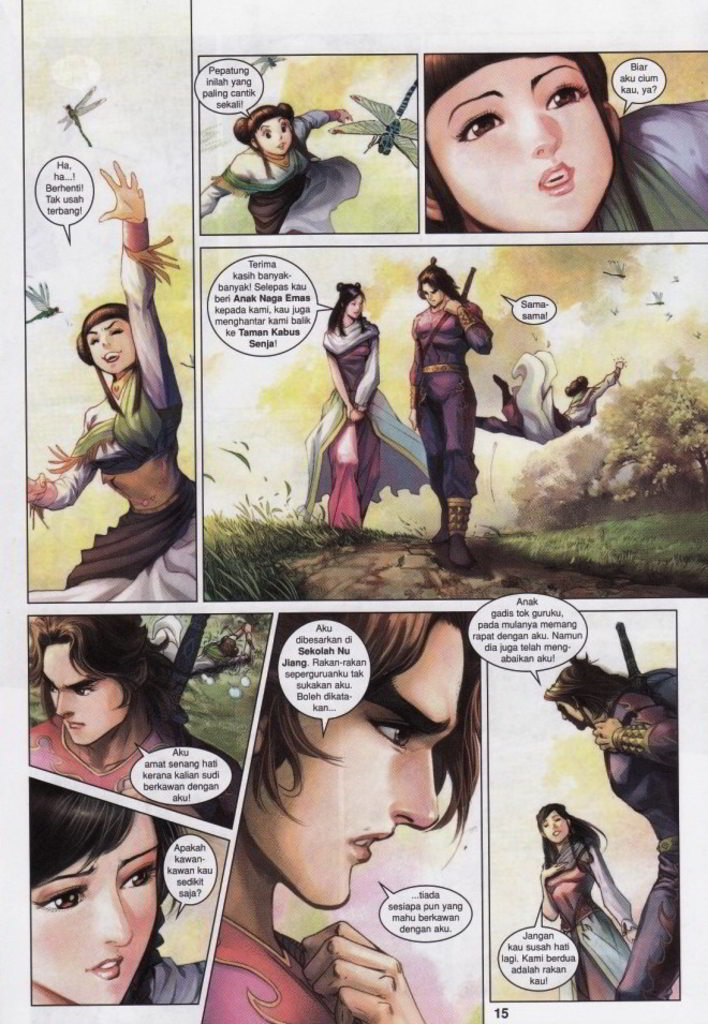 Ha,
ha...!
Berhenti!
Tak usah
terbang!
Pepatung
inilah yang
paling cantik
sekali!
Biar
aku cium
kau, ya?
Terima
kasih banyak-
banyak! Selepas kau
beri Anak Naga Emas
kepada kami, kau juga
menghantar kami balik
ke Taman Kabus
Senja!
Sama-
sama!
Aku
amat senang hati
kerana kalian sudi
berkawan dengan
aku!
Apakah
kawan-
kawan kau
sedikit
saja?
Aku
dibesarkan di
Sekolah Nu
Jiang. Rakan-rakan
seperguruanku tak
sukakan aku.
Boleh dikata-
kan...
...tiada
sesiapa pun yang
mahu berkawan
dengan aku.
Anak
gadis tok guruku,
pada mulanya memang
rapat dengan aku. Namun
dia juga telah meng-
abaikan aku!
Jangan
kau susah hati
lagi. Kami berdua
adalah rakan
kau!
15